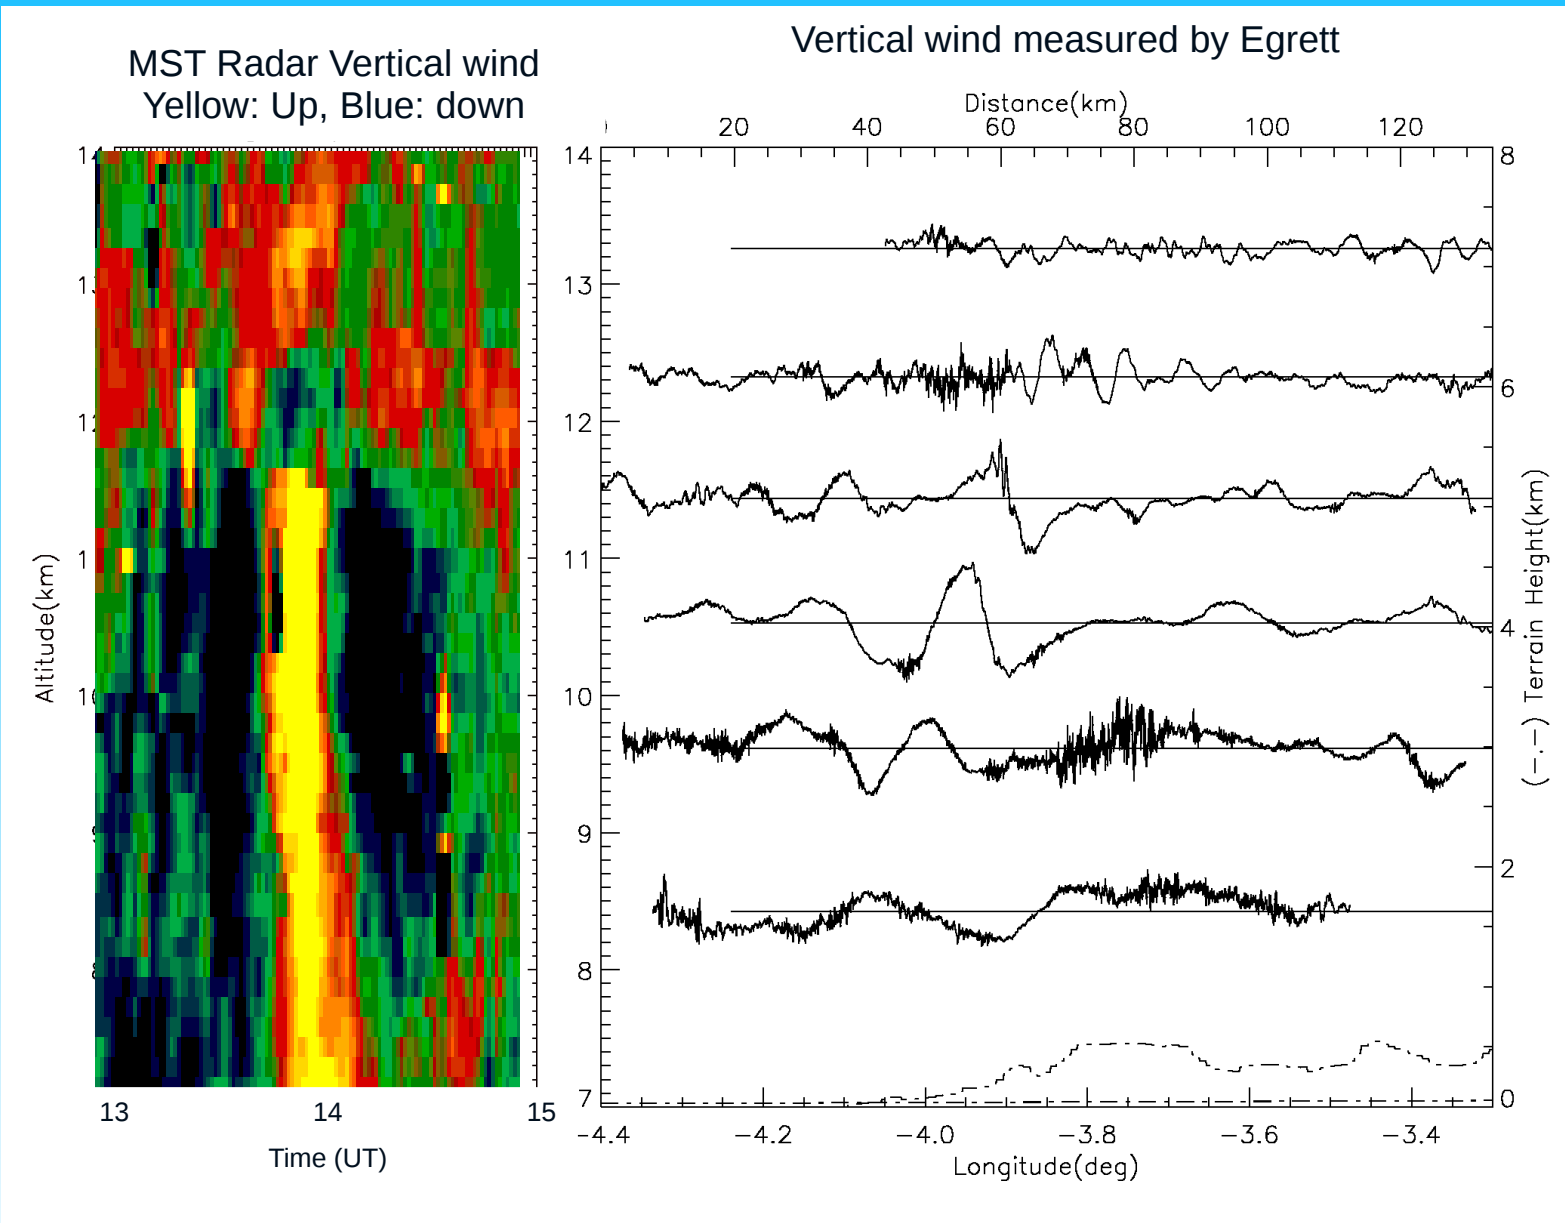 MST Radar Vertical wind
Yellow: Up, Blue: down
Vertical wind measured by Egrett
Distance(km)
20 40 60 80 100 120
14
13
12
11
10
9
8
7
8
6
4
2
0
Altitude(km)
(–.–) Terrain Height(km)
13 14 15
Time (UT)
-4.4 -4.2 -4.0 -3.8 -3.6 -3.4
Longitude(deg)